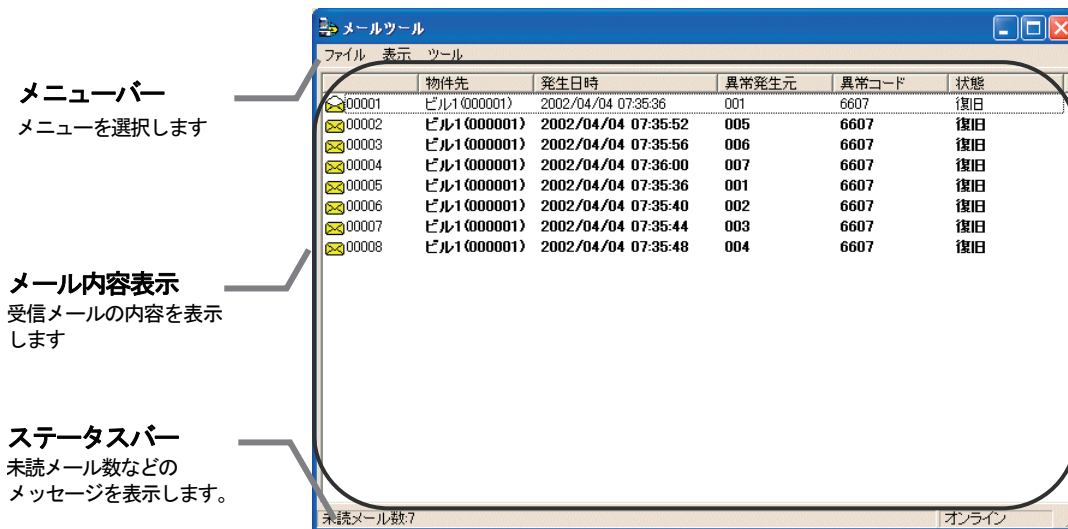 メールツール
ファイル 表示 ツール
メニューバー
メニューを選択します
物件先 発生日時 異常発生元 異常コード 状態
00001 ビル1(000001) 2002/04/04 07:35:36 001 6607 復旧
00002 ビル1(000001) 2002/04/04 07:35:52 005 6607 復旧
00003 ビル1(000001) 2002/04/04 07:35:56 006 6607 復旧
00004 ビル1(000001) 2002/04/04 07:36:00 007 6607 復旧
00005 ビル1(000001) 2002/04/04 07:35:36 001 6607 復旧
00006 ビル1(000001) 2002/04/04 07:35:40 002 6607 復旧
00007 ビル1(000001) 2002/04/04 07:35:44 003 6607 復旧
00008 ビル1(000001) 2002/04/04 07:35:48 004 6607 復旧
メール内容表示
受信メールの内容を表示
します
ステータスバー
未読メール数などの
メッセージを表示します。
未読メール数:7 オンライン